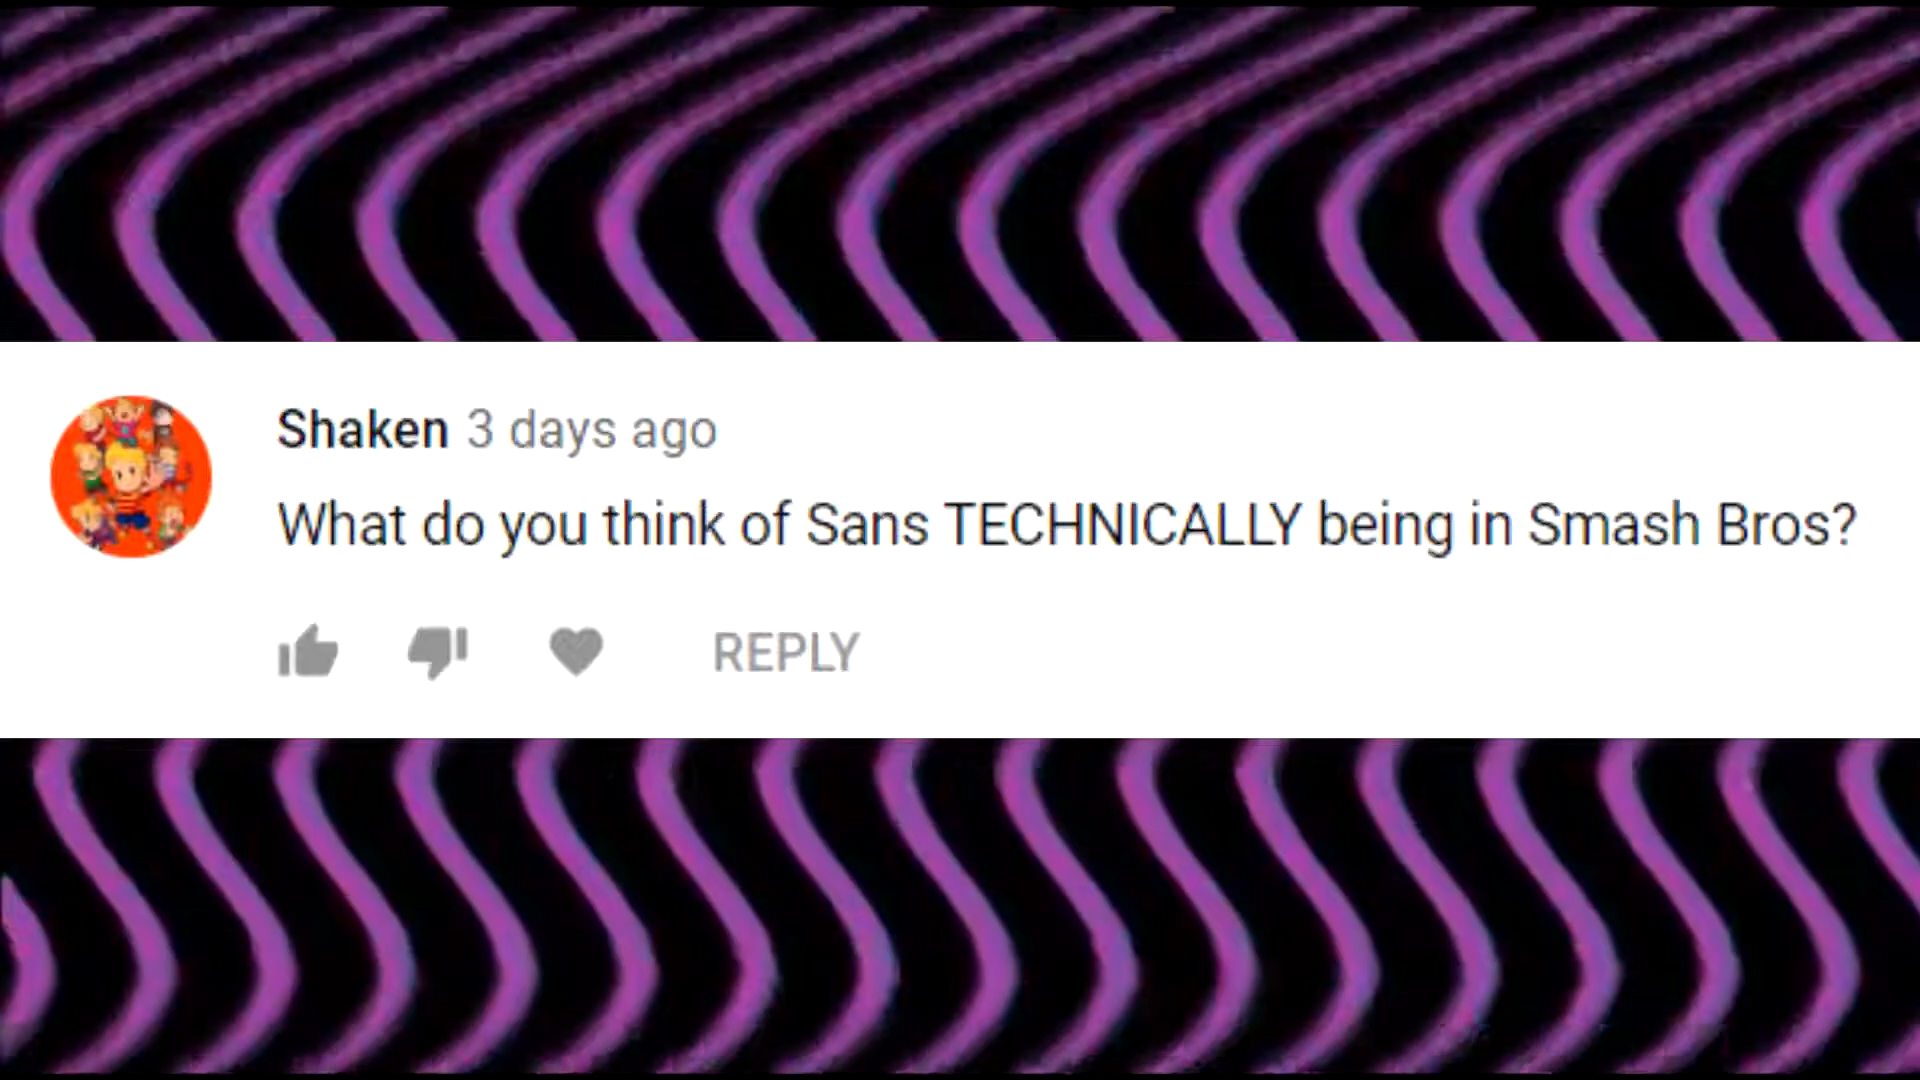 Shaken 3 days ago
What do you think of Sans TECHNICALLY being in Smash Bros?
REPLY